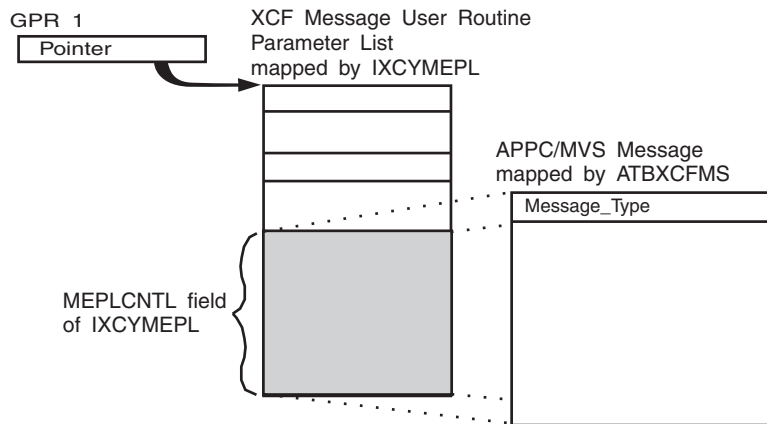 GPR 1
Pointer
XCF Message User Routine
Parameter List
mapped by IXCYMEPL
APPC/MVS Message
mapped by ATBXCFMS
Message_Type
MEPLCNTL field
of IXCYMEPL